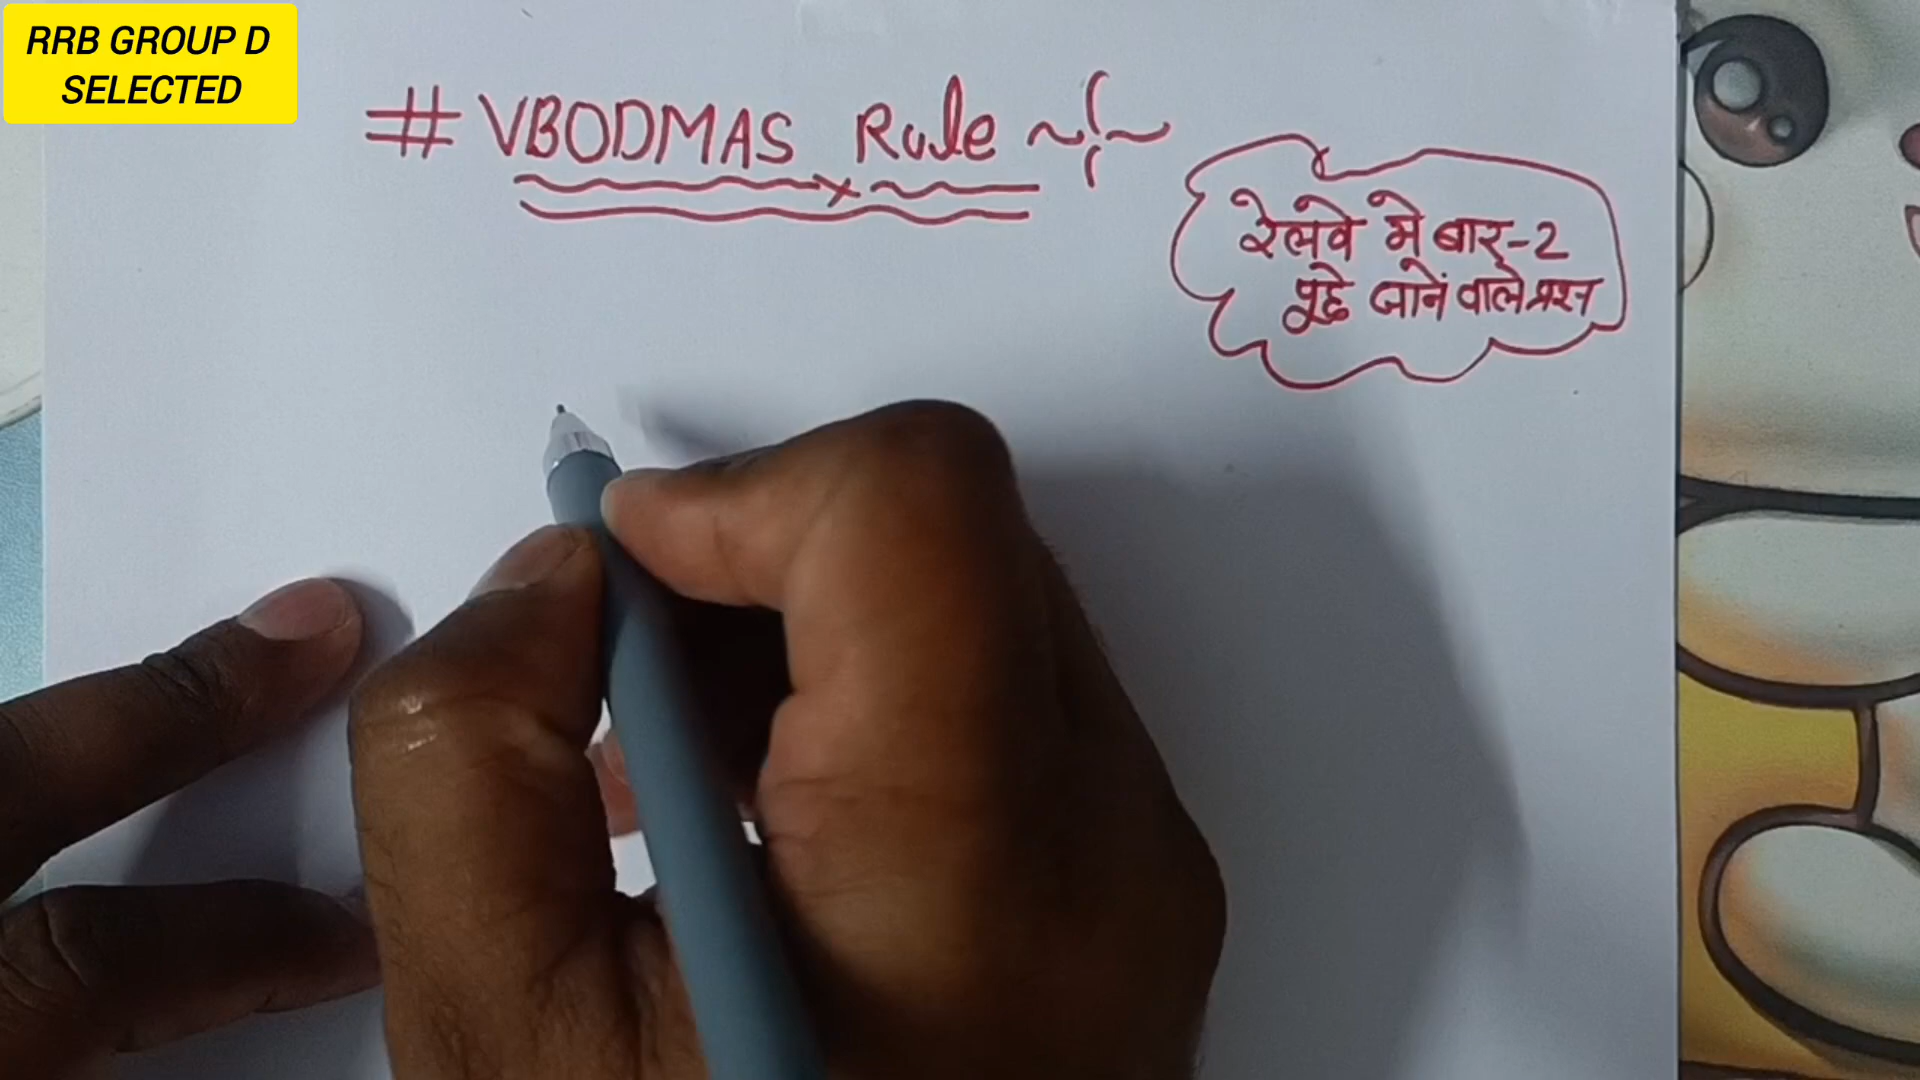 RRB GROUP D
SELECTED
# VBODMAS Rule
रेलवे मे बार-2
पूछे जानें वाले प्रश्न